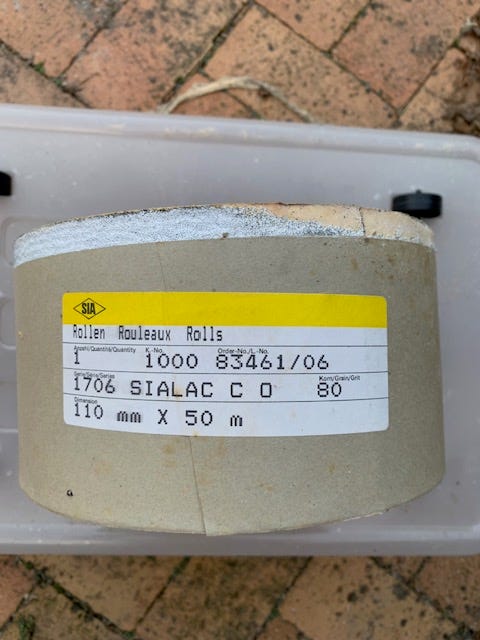 SIA
Rollen Rouleaux Rolls
Anzahl/Quantité/Quantity K.-No. Order-No./L.-No.
1 1000 83461/06
Serie/Série/Series Korn/Grain/Grit
1706 SIALAC C O 80
Dimension
110 mm X 50 m